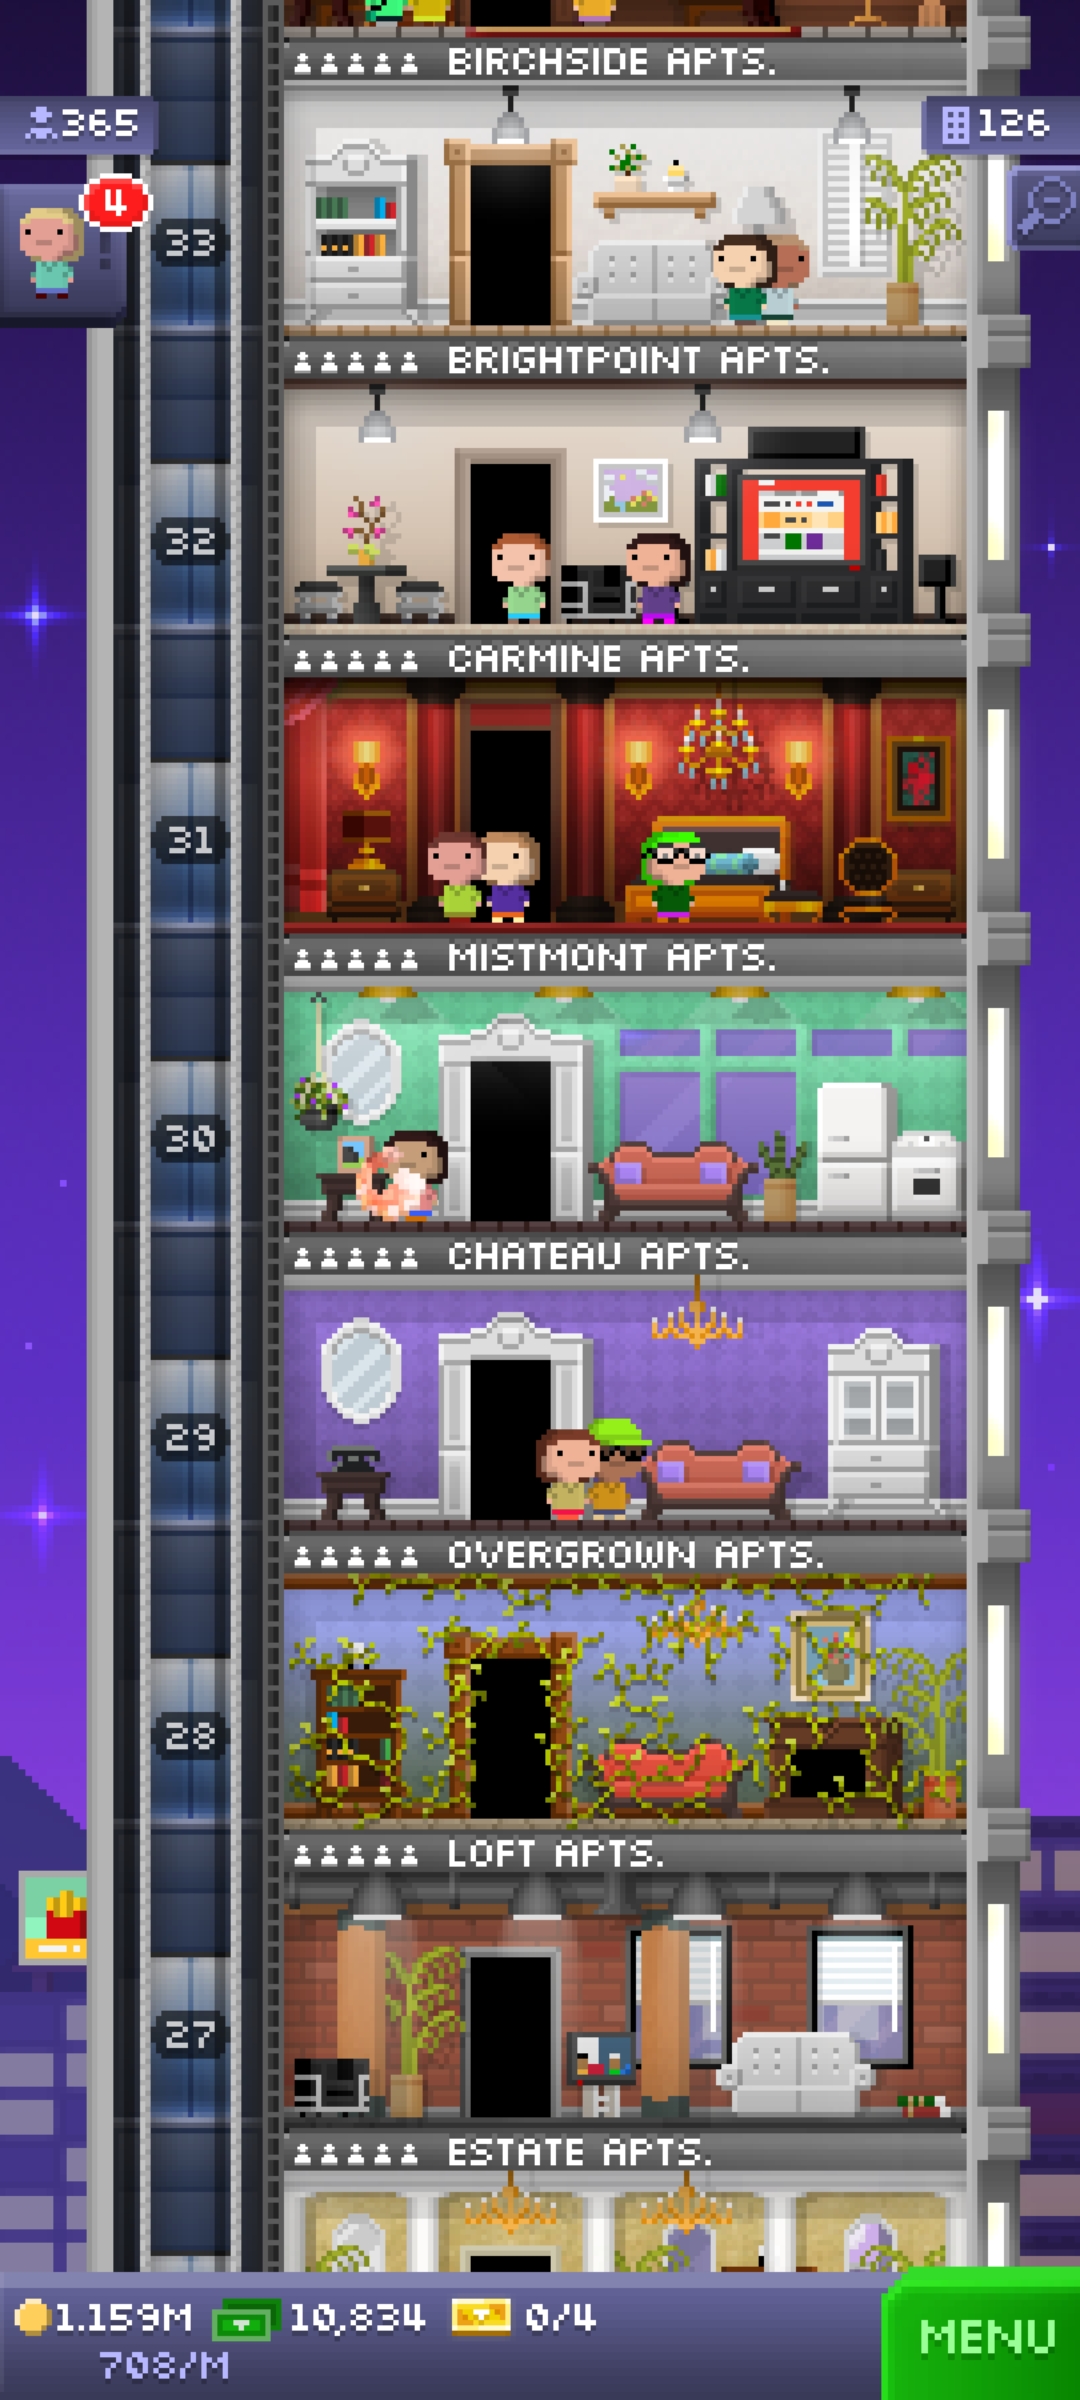 BIRCHSIDE APTS.
365
126
4
33
BRIGHTPOINT APTS.
32
CARMINE APTS.
31
MISTMONT APTS.
30
CHATEAU APTS.
29
OVERGROWN APTS.
28
LOFT APTS.
27
ESTATE APTS.
1.159M 10,834 0/4
708/M
MENU